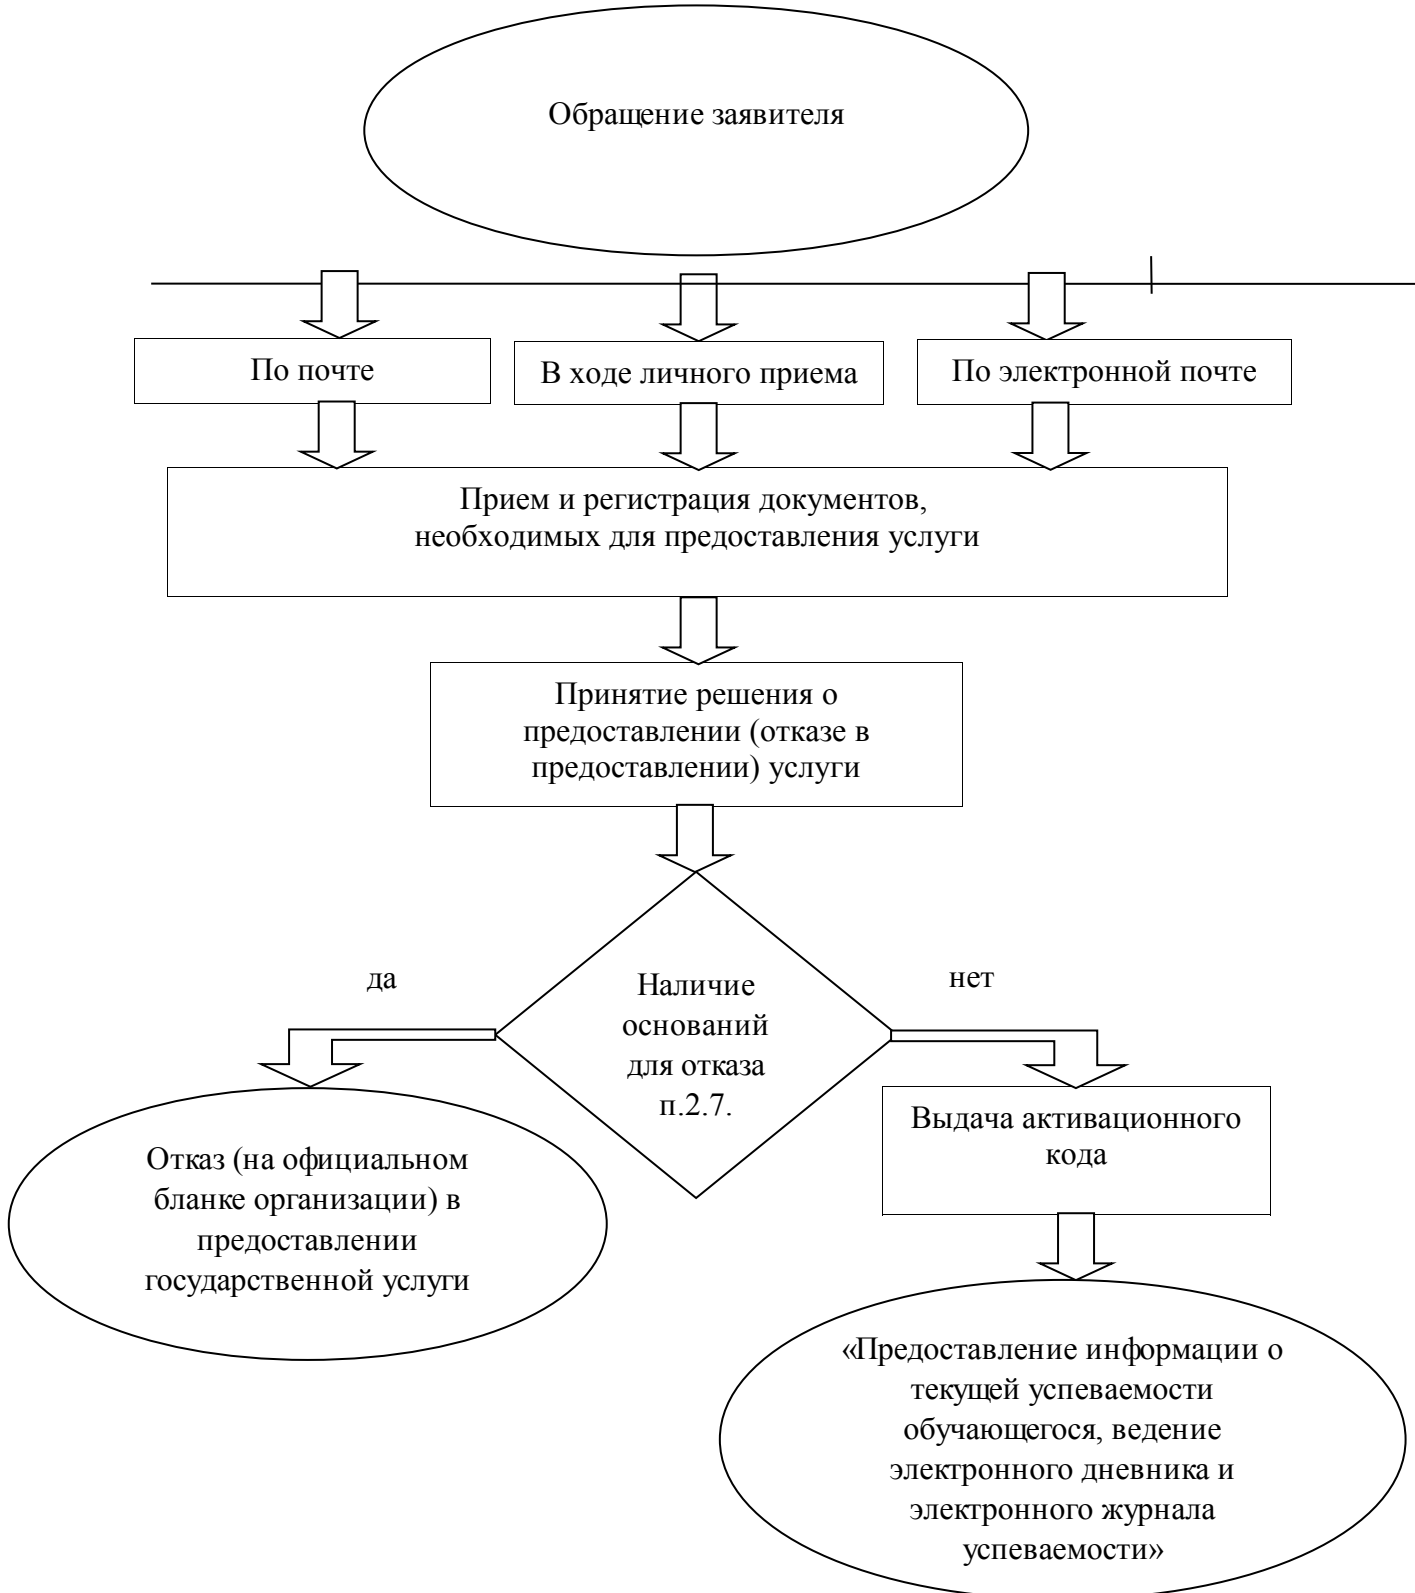 Обращение заявителя
По почте
В ходе личного приема
По электронной почте
Прием и регистрация документов,
необходимых для предоставления услуги
Принятие решения о
предоставлении (отказе в
предоставлении) услуги
да
нет
Наличие
оснований
для отказа
п.2.7.
Отказ (на официальном
бланке организации) в
предоставлении
государственной услуги
Выдача активационного
кода
«Предоставление информации о
текущей успеваемости
обучающегося, ведение
электронного дневника и
электронного журнала
успеваемости»